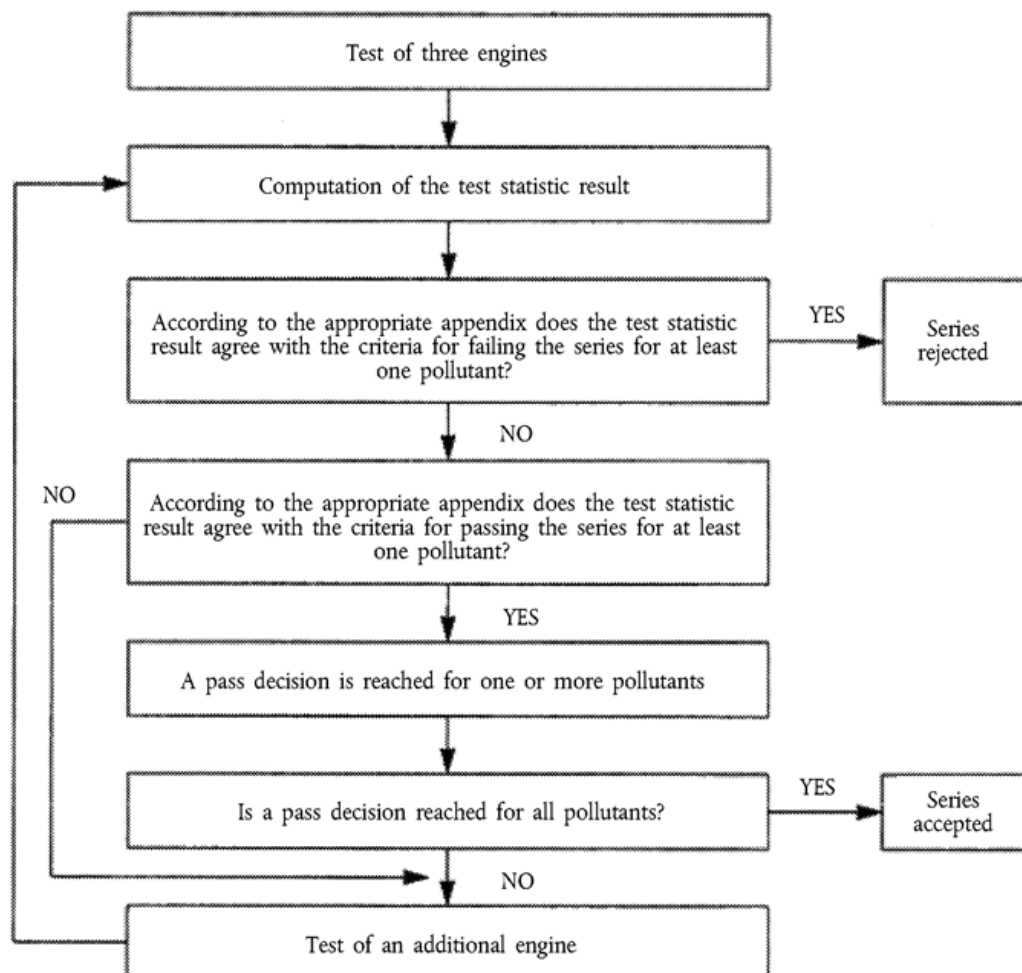 Test of three engines
Computation of the test statistic result
According to the appropriate appendix does the test statistic
result agree with the criteria for failing the series for at least
one pollutant?
YES
Series
rejected
NO
According to the appropriate appendix does the test statistic
result agree with the criteria for passing the series for at least
one pollutant?
NO
YES
A pass decision is reached for one or more pollutants
Is a pass decision reached for all pollutants?
YES
Series
accepted
NO
Test of an additional engine